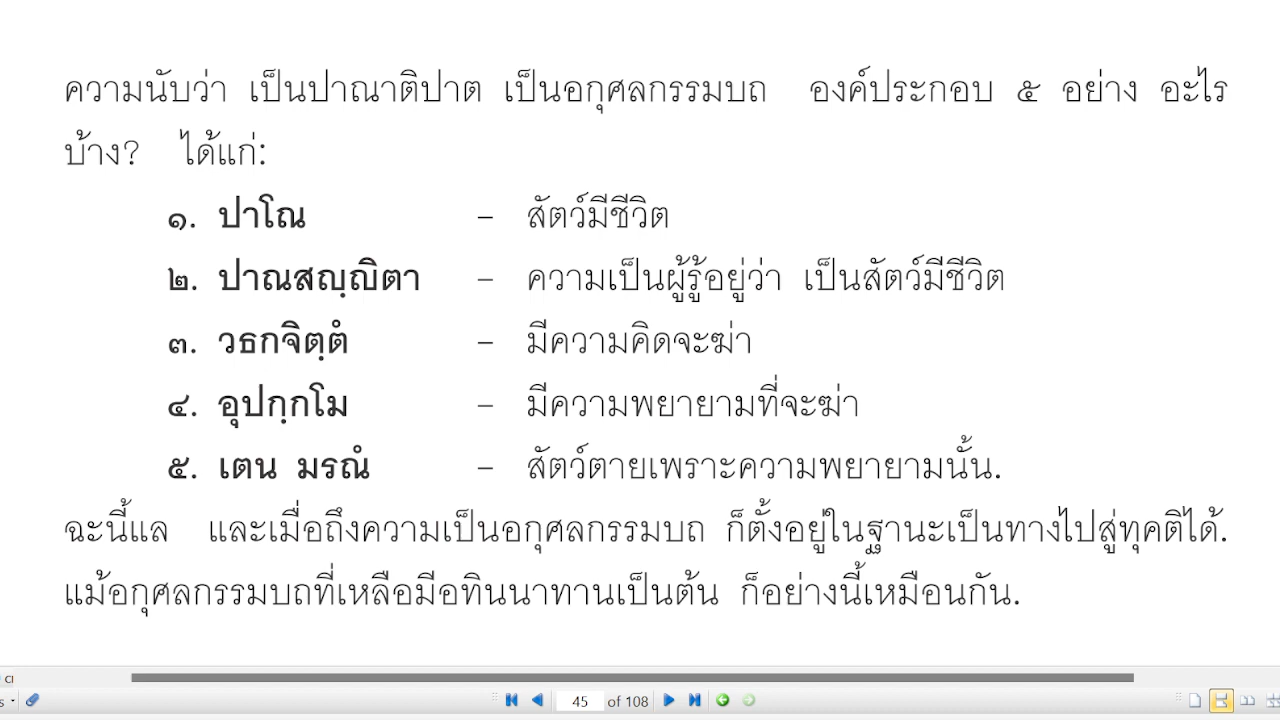 ความนับว่า เป็นปาณาติปาต เป็นอกุศลกรรมบถ องค์ประกอบ ๕ อย่าง อะไร
บ้าง? ได้แก่:
๑. ปาโณ - สัตว์มีชีวิต
๒. ปาณสญฺญิตา - ความเป็นผู้รู้อยู่ว่า เป็นสัตว์มีชีวิต
๓. วธกจิตฺตํ - มีความคิดจะฆ่า
๔. อุปกฺกโม - มีความพยายามที่จะฆ่า
๕. เตน มรณํ - สัตว์ตายเพราะความพยายามนั้น.
ฉะนี้แล และเมื่อถึงความเป็นอกุศลกรรมบถ ก็ตั้งอยู่ในฐานะเป็นทางไปสู่ทุคติได้.
แม้อกุศลกรรมบถที่เหลือมีอทินนาทานเป็นต้น ก็อย่างนี้เหมือนกัน.
45 of 108